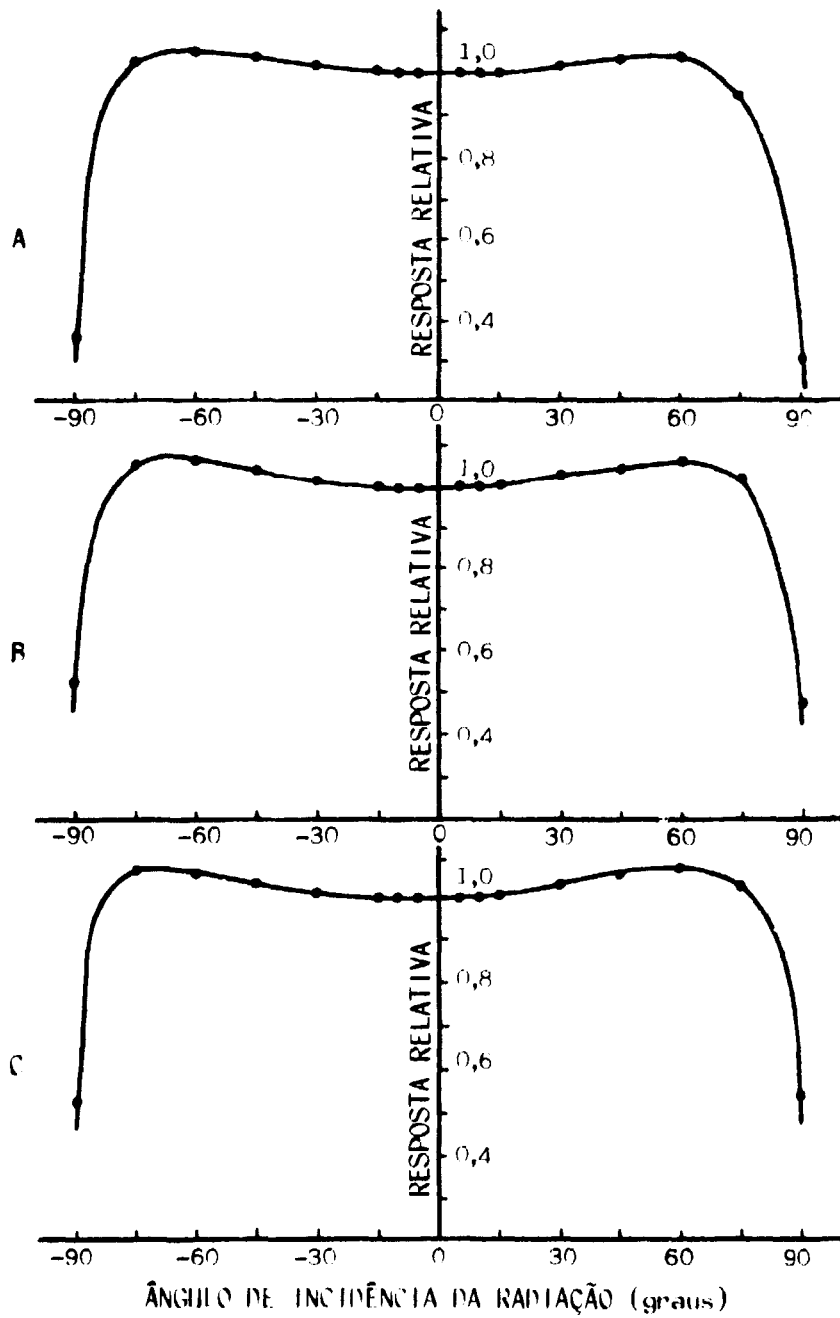 1,0
RESPOSTA RELATIVA
0,8
A
0,6
0,4
-90 -60 -30 0 30 60 90
1,0
RESPOSTA RELATIVA
0,8
B
0,6
0,4
-90 -60 -30 0 30 60 90
1,0
RESPOSTA RELATIVA
0,8
C
0,6
0,4
-90 -60 -30 0 30 60 90
ÂNGULO DE INCIDÊNCIA DA RADIAÇÃO (graus)